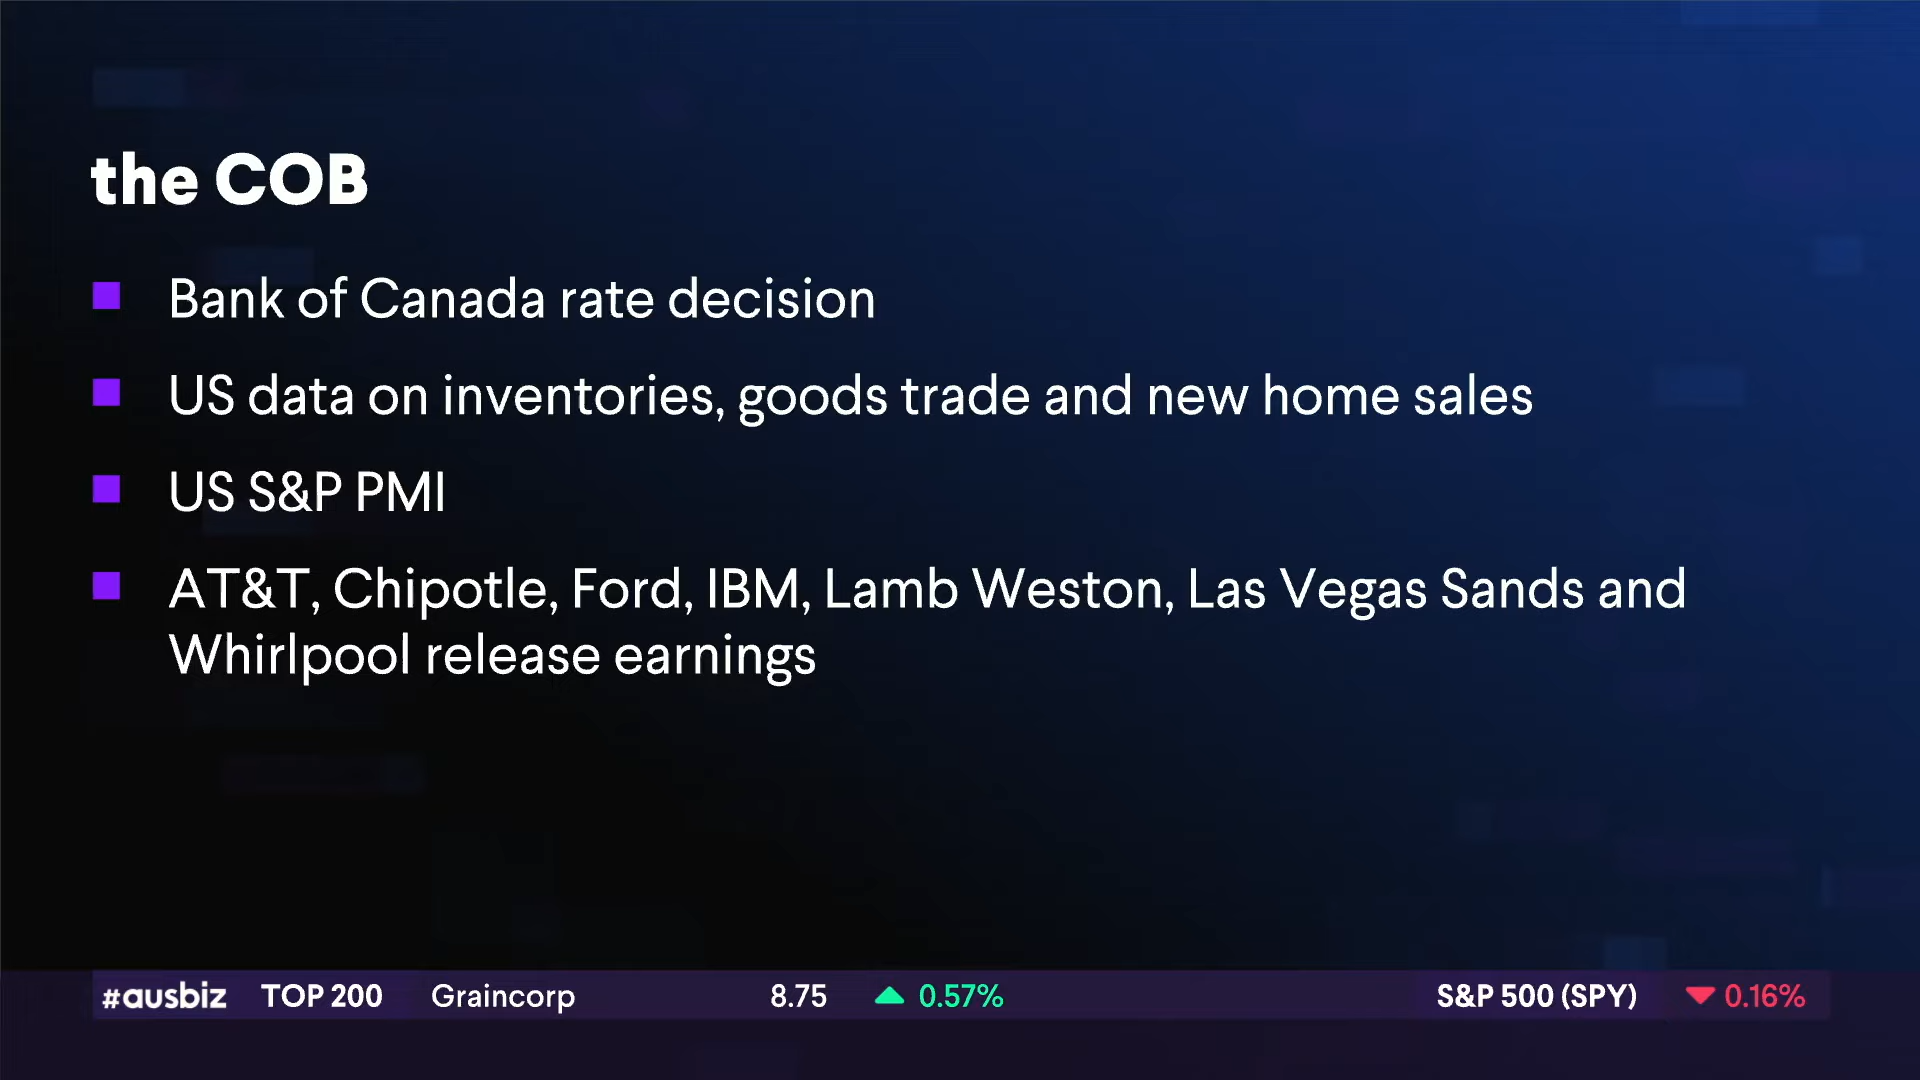 the COB
Bank of Canada rate decision
US data on inventories, goods trade and new home sales
US S&P PMI
AT&T, Chipotle, Ford, IBM, Lamb Weston, Las Vegas Sands and
Whirlpool release earnings
#ausbiz TOP 200 Graincorp 8.75 0.57% S&P 500 (SPY) 0.16%